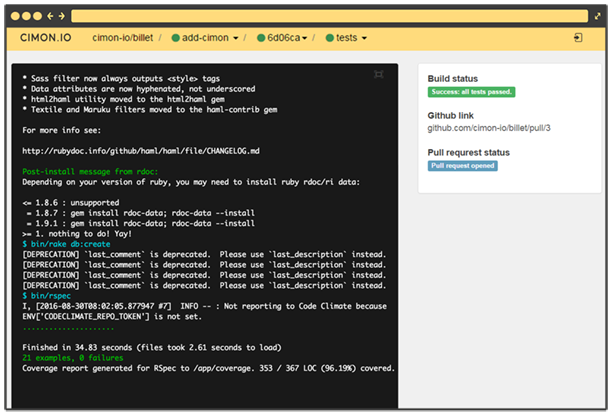 CIMON.IO cimon-io/billet / add-cimon / 6d06ca / tests
* Sass filter now always outputs <style> tags
* Data attributes are now hyphenated, not underscored
* html2haml utility moved to the html2haml gem
* Textile and Maruku filters moved to the haml-contrib gem
For more info see:
http://rubydoc.info/github/haml/haml/file/CHANGELOG.md
Post-install message from rdoc:
Depending on your version of ruby, you may need to install ruby rdoc/ri data:
<= 1.8.6 : unsupported
= 1.8.7 : gem install rdoc-data; rdoc-data --install
= 1.9.1 : gem install rdoc-data; rdoc-data --install
>= 1. nothing to do! Yay!
$ bin/rake db:create
[DEPRECATION] `last_comment` is deprecated. Please use `last_description` instead.
[DEPRECATION] `last_comment` is deprecated. Please use `last_description` instead.
[DEPRECATION] `last_comment` is deprecated. Please use `last_description` instead.
[DEPRECATION] `last_comment` is deprecated. Please use `last_description` instead.
$ bin/rspec
I, [2016-08-30T08:02:05.877947 #7] INFO -- : Not reporting to Code Climate because
ENV['CODECLIMATE_REPO_TOKEN'] is not set.
.....................
Finished in 34.83 seconds (files took 2.61 seconds to load)
21 examples, 0 failures
Coverage report generated for RSpec to /app/coverage. 353 / 367 LOC (96.19%) covered.
Build status
Success: all tests passed.
Github link
github.com/cimon-io/billet/pull/3
Pull requrest status
Pull request opened